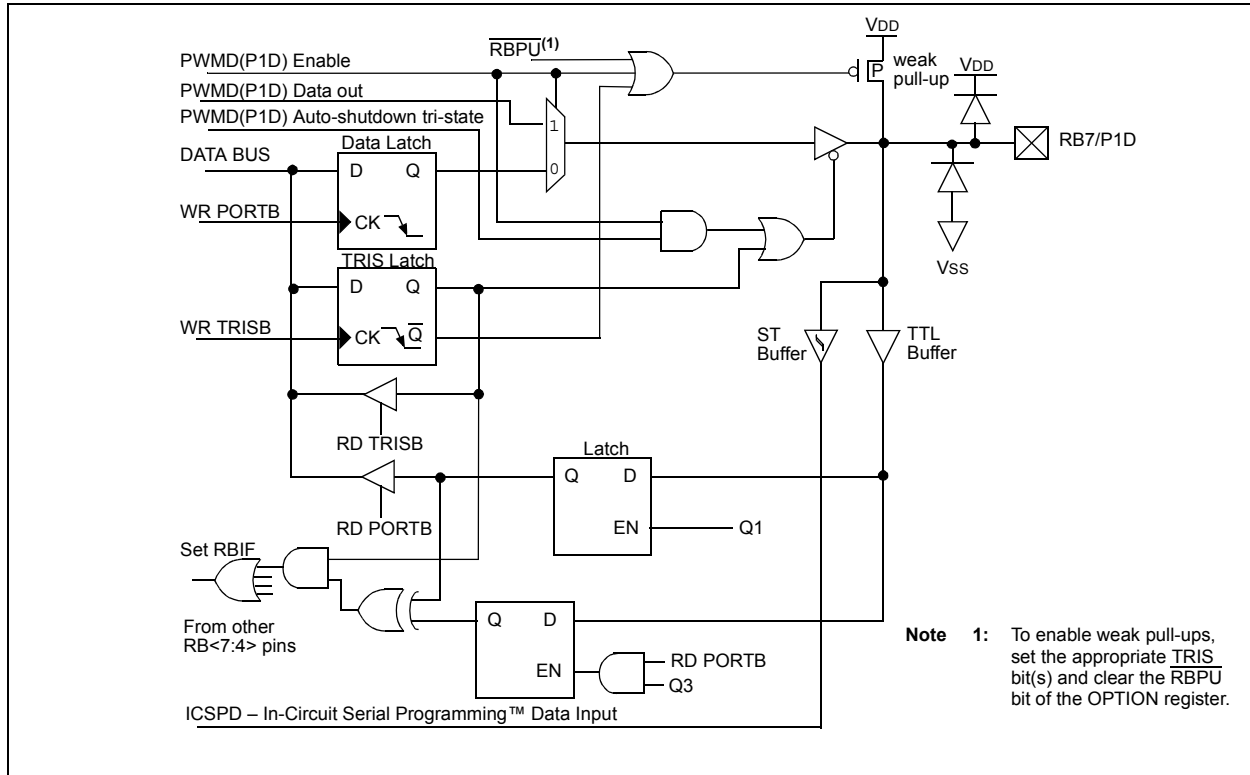 VDD
RBPU(1)
PWMD(P1D) Enable
weak
pull-up
P
VDD
PWMD(P1D) Data out
PWMD(P1D) Auto-shutdown tri-state
1
0
Data Latch
DATA BUS
D Q
RB7/P1D
WR PORTB
CK
TRIS Latch
D Q
VSS
WR TRISB
CK Q
ST
Buffer
TTL
Buffer
RD TRISB
Latch
Q D
EN
Q1
RD PORTB
Set RBIF
From other
RB<7:4> pins
Q D
EN
RD PORTB
Q3
ICSPD – In-Circuit Serial Programming™ Data Input
Note 1: To enable weak pull-ups,
set the appropriate TRIS
bit(s) and clear the RBPU
bit of the OPTION register.